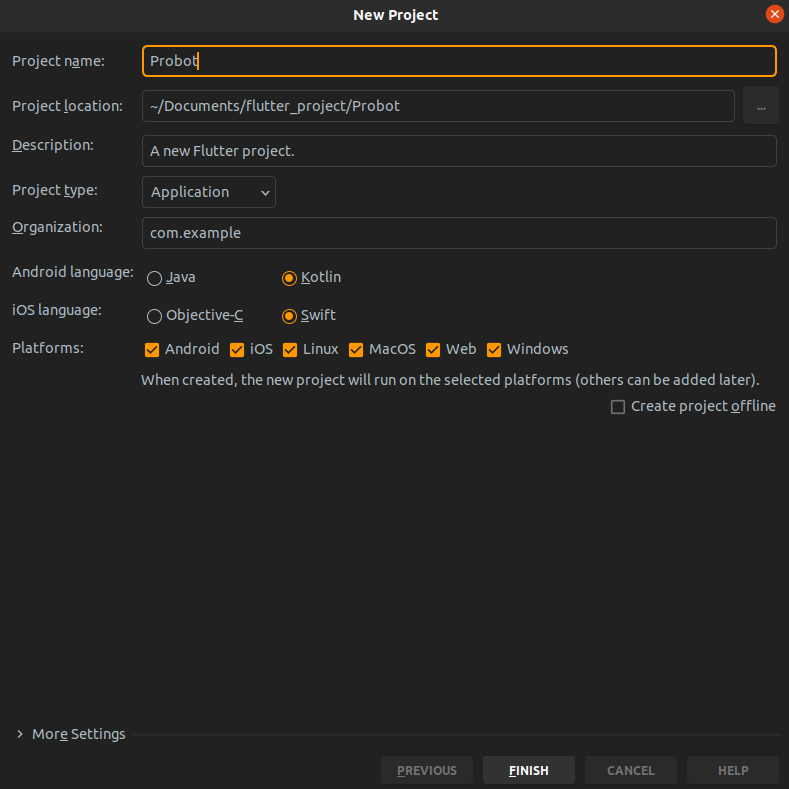 New Project
Project name: Probot
Project location: ~/Documents/flutter_project/Probot ...
Description: A new Flutter project.
Project type: Application
Organization: com.example
Android language: Java Kotlin
iOS language: Objective-C Swift
Platforms: Android iOS Linux MacOS Web Windows
When created, the new project will run on the selected platforms (others can be added later).
Create project offline
More Settings
PREVIOUS FINISH CANCEL HELP